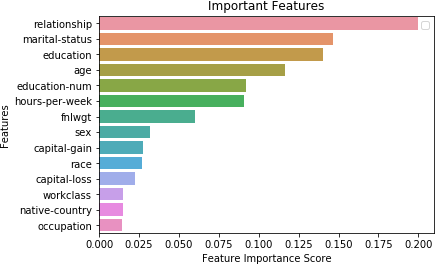 Important Features
relationship
marital-status
education
age
education-num
hours-per-week
fnlwgt
sex
capital-gain
race
capital-loss
workclass
native-country
occupation
Features
0.000 0.025 0.050 0.075 0.100 0.125 0.150 0.175 0.200
Feature Importance Score